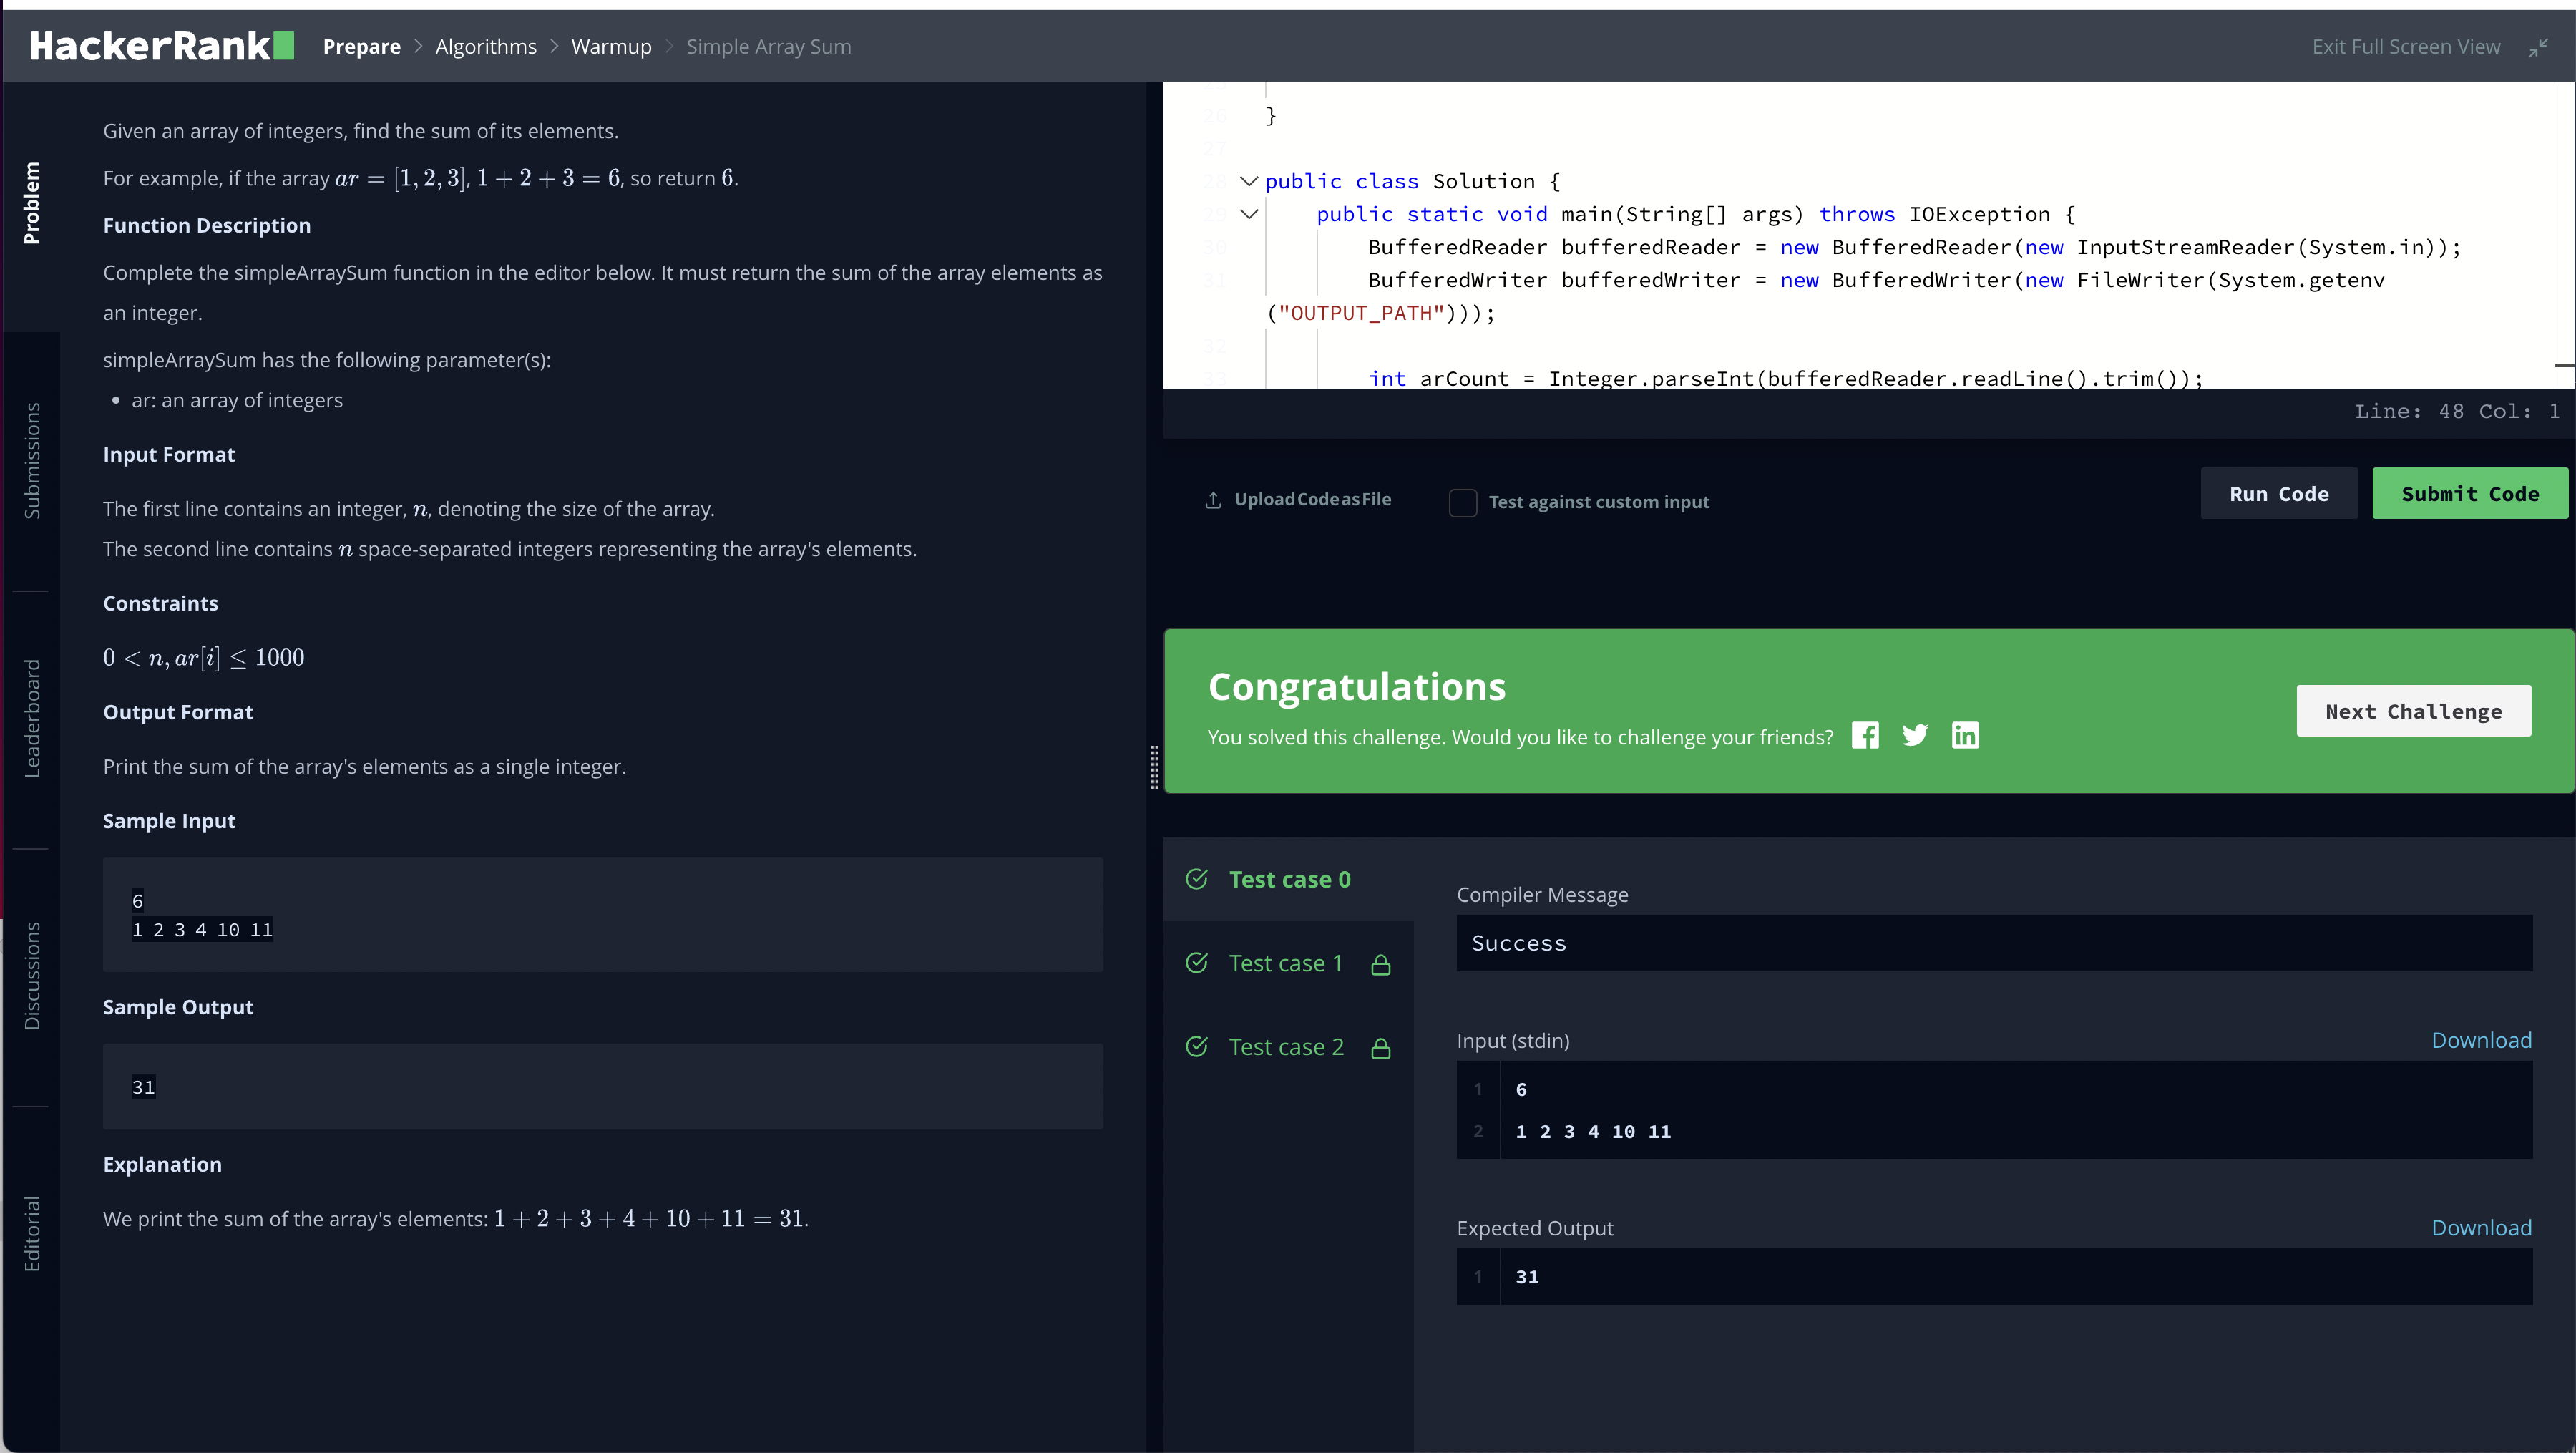 HackerRank
Prepare > Algorithms > Warmup > Simple Array Sum
Exit Full Screen View
Problem
Submissions
Leaderboard
Discussions
Editorial
Given an array of integers, find the sum of its elements.
For example, if the array ar = [1, 2, 3], 1 + 2 + 3 = 6, so return 6.
Function Description
Complete the simpleArraySum function in the editor below. It must return the sum of the array elements as
an integer.
simpleArraySum has the following parameter(s):
• ar: an array of integers
Input Format
The first line contains an integer, n, denoting the size of the array.
The second line contains n space-separated integers representing the array's elements.
Constraints
0 < n, ar[i] ≤ 1000
Output Format
Print the sum of the array's elements as a single integer.
Sample Input
6
1 2 3 4 10 11
Sample Output
31
Explanation
We print the sum of the array's elements: 1 + 2 + 3 + 4 + 10 + 11 = 31.
26 }
27
28 public class Solution {
29 public static void main(String[] args) throws IOException {
30 BufferedReader bufferedReader = new BufferedReader(new InputStreamReader(System.in));
31 BufferedWriter bufferedWriter = new BufferedWriter(new FileWriter(System.getenv
("OUTPUT_PATH")));
32
33 int arCount = Integer.parseInt(bufferedReader.readLine().trim());
Line: 48 Col: 1
Upload Code as File
Test against custom input
Run Code
Submit Code
Congratulations
You solved this challenge. Would you like to challenge your friends?
Next Challenge
Test case 0
Test case 1
Test case 2
Compiler Message
Success
Input (stdin)
Download
1 6
2 1 2 3 4 10 11
Expected Output
Download
1 31